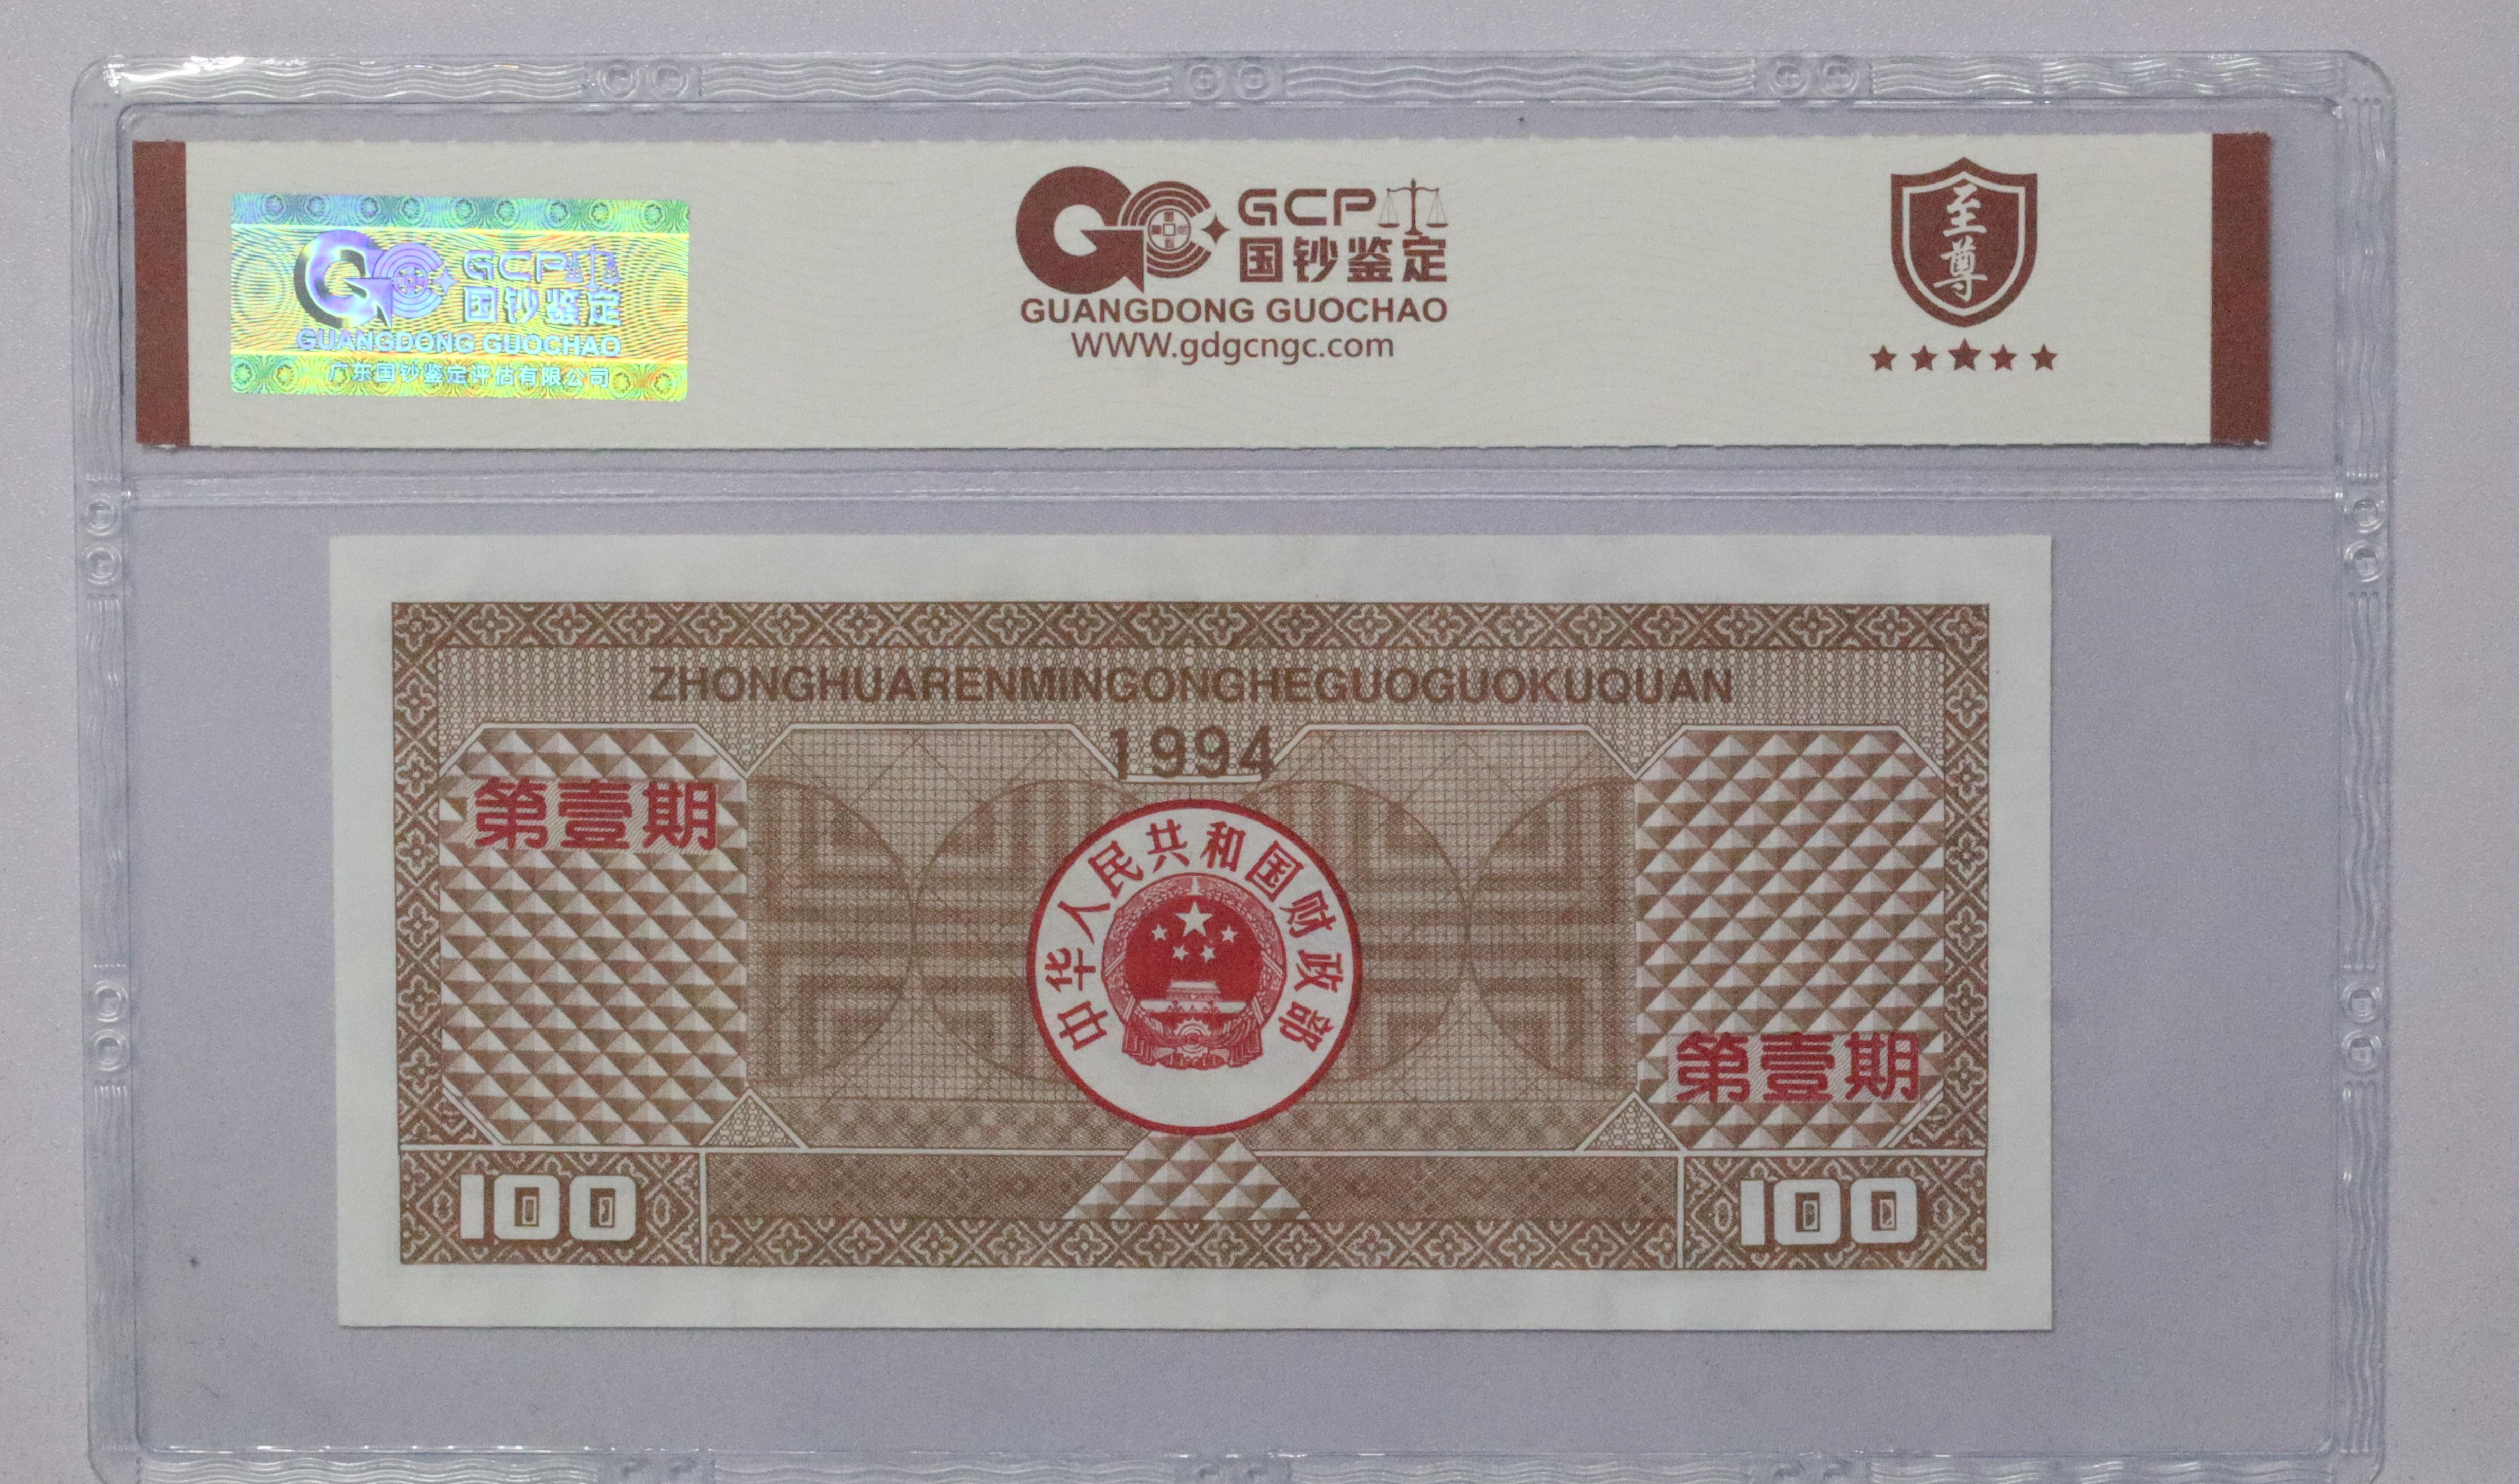 GCP
国钞鉴定
GUANGDONG GUOCHAO
广东国钞鉴定评估有限公司
GCP
国钞鉴定
GUANGDONG GUOCHAO
WWW.gdgcngc.com
至尊
ZHONGHUARENMINGONGHEGUOGUOKUQUAN
1994
第壹期
中华人民共和国财政部
第壹期
100
100